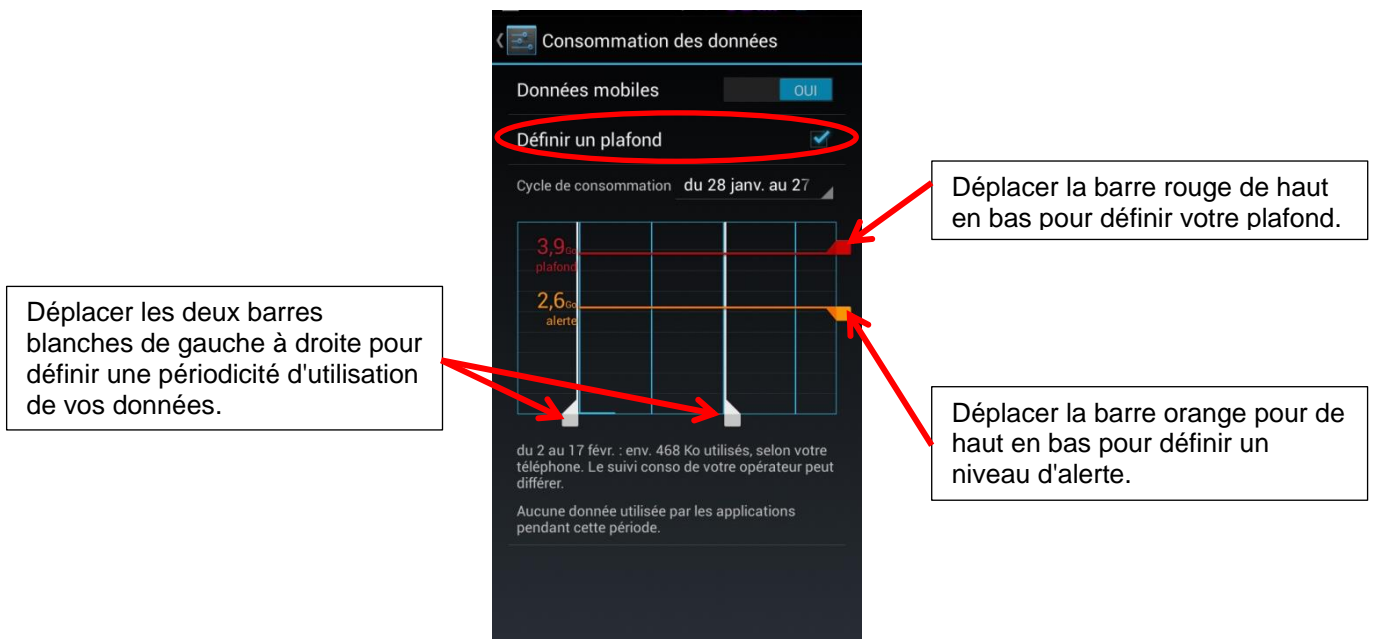 Consommation des données
Données mobiles
OUI
Définir un plafond
Cycle de consommation du 28 janv. au 27
3,9Go
plafond
2,6Go
alerte
du 2 au 17 févr. : env. 468 Ko utilisés, selon votre
téléphone. Le suivi conso de votre opérateur peut
différer.
Aucune donnée utilisée par les applications
pendant cette période.
Déplacer les deux barres
blanches de gauche à droite pour
définir une périodicité d'utilisation
de vos données.
Déplacer la barre rouge de haut
en bas pour définir votre plafond.
Déplacer la barre orange pour de
haut en bas pour définir un
niveau d'alerte.